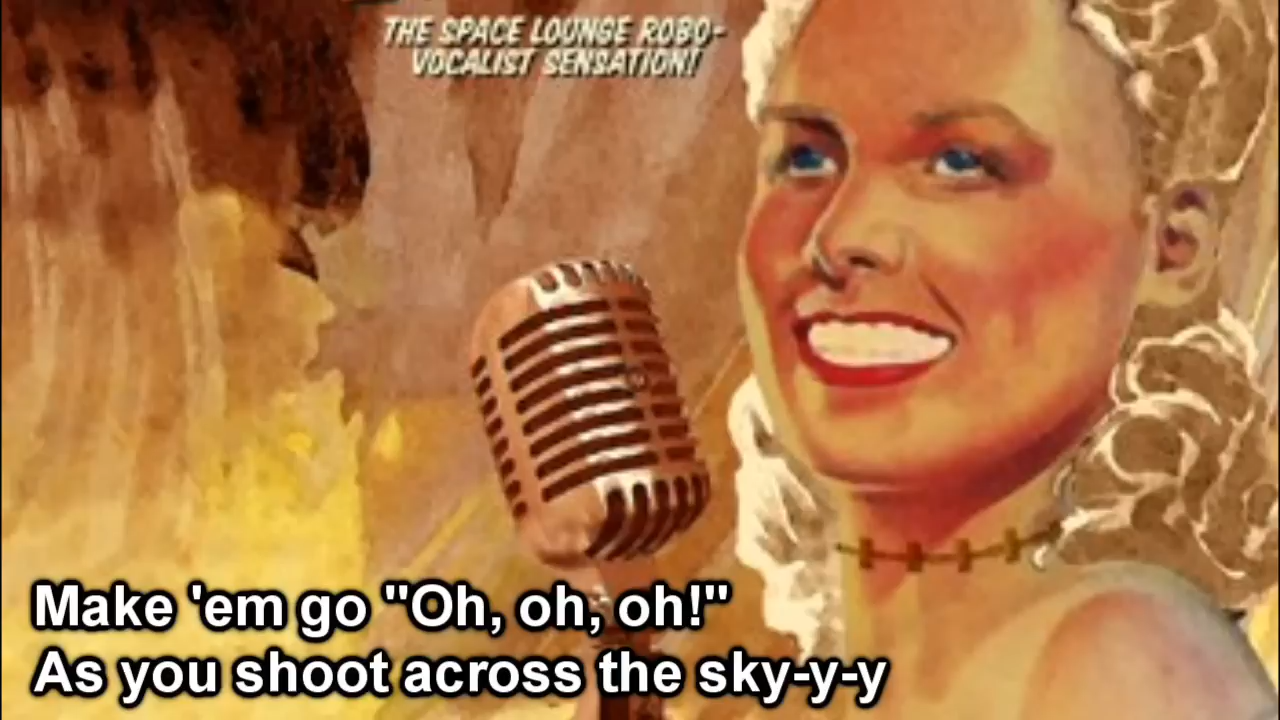 THE SPACE LOUNGE ROBO-
VOCALIST SENSATION!
Make 'em go "Oh, oh, oh!"
As you shoot across the sky-y-y